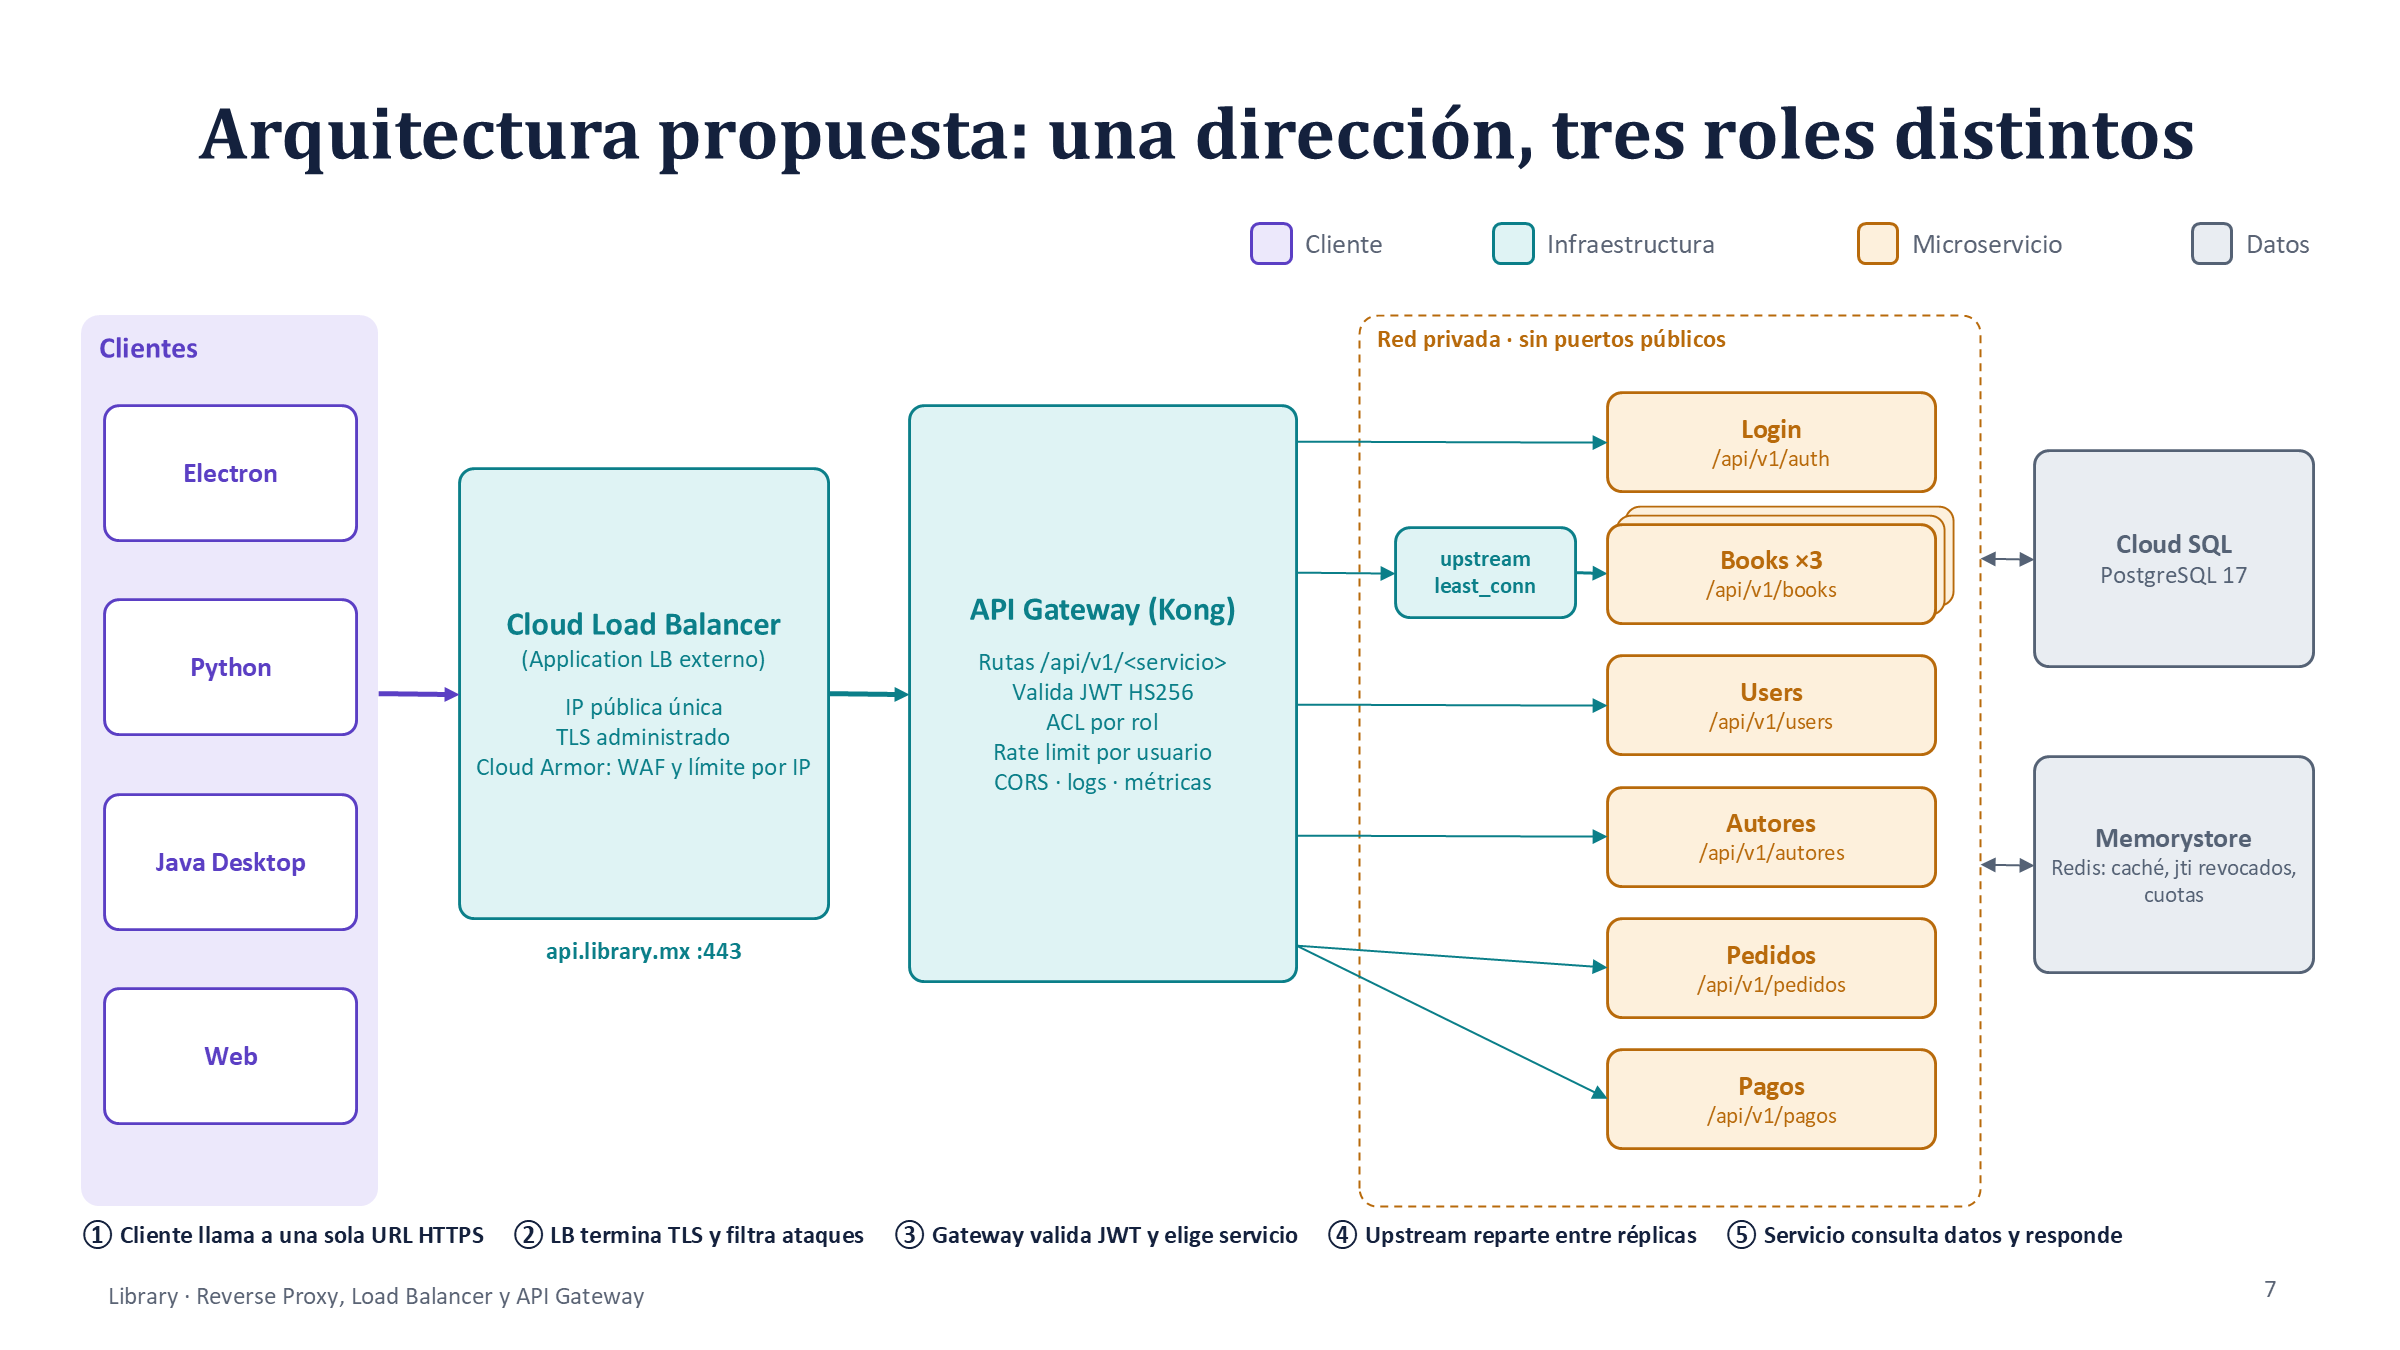 Arquitectura propuesta: una dirección, tres roles distintos
Cliente
Infraestructura
Microservicio
Datos
Clientes
Electron
Python
Java Desktop
Web
Cloud Load Balancer
(Application LB externo)
IP pública única
TLS administrado
Cloud Armor: WAF y límite por IP
api.library.mx :443
API Gateway (Kong)
Rutas /api/v1/<servicio>
Valida JWT HS256
ACL por rol
Rate limit por usuario
CORS · logs · métricas
Red privada · sin puertos públicos
upstream
least_conn
Login
/api/v1/auth
Books ×3
/api/v1/books
Users
/api/v1/users
Autores
/api/v1/autores
Pedidos
/api/v1/pedidos
Pagos
/api/v1/pagos
Cloud SQL
PostgreSQL 17
Memorystore
Redis: caché, jti revocados,
cuotas
① Cliente llama a una sola URL HTTPS ② LB termina TLS y filtra ataques ③ Gateway valida JWT y elige servicio ④ Upstream reparte entre réplicas ⑤ Servicio consulta datos y responde
Library · Reverse Proxy, Load Balancer y API Gateway
7